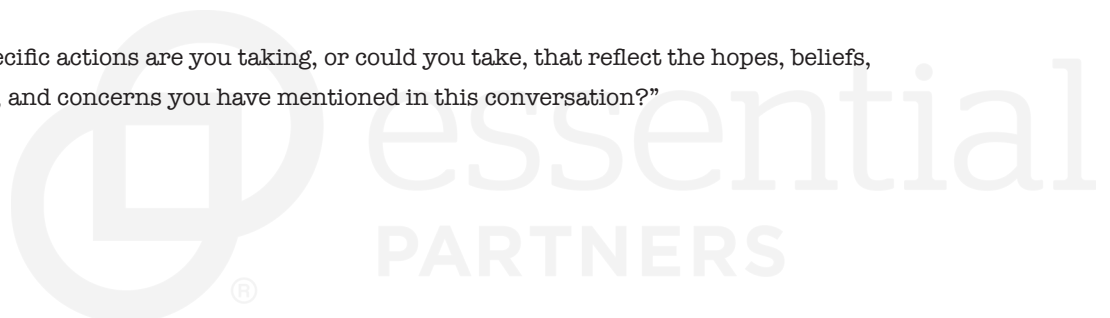 ecific actions are you taking, or could you take, that reflect the hopes, beliefs,
, and concerns you have mentioned in this conversation?”
essential
PARTNERS
®